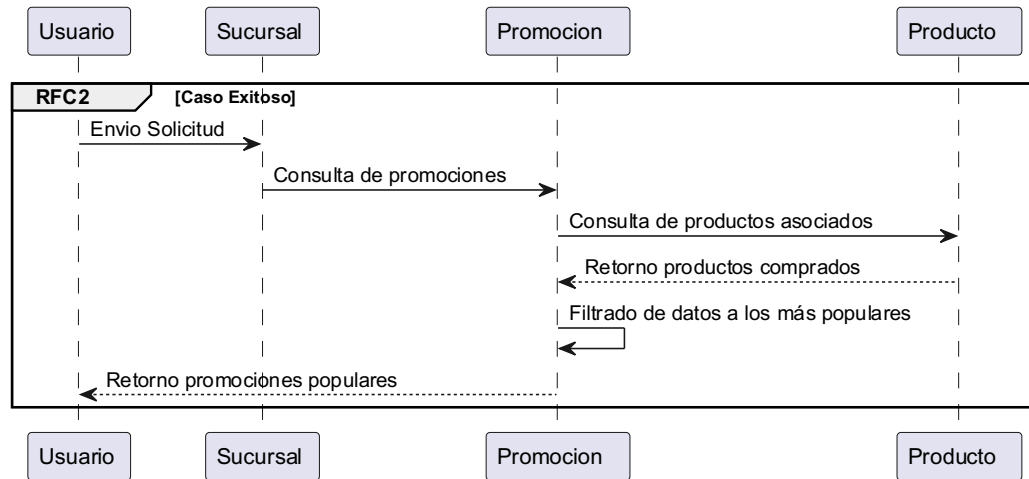 Usuario
Sucursal
Promocion
Producto
RFC2
[Caso Exitoso]
Envio Solicitud
Consulta de promociones
Consulta de productos asociados
Retorno productos comprados
Filtrado de datos a los más populares
Retorno promociones populares
Usuario
Sucursal
Promocion
Producto